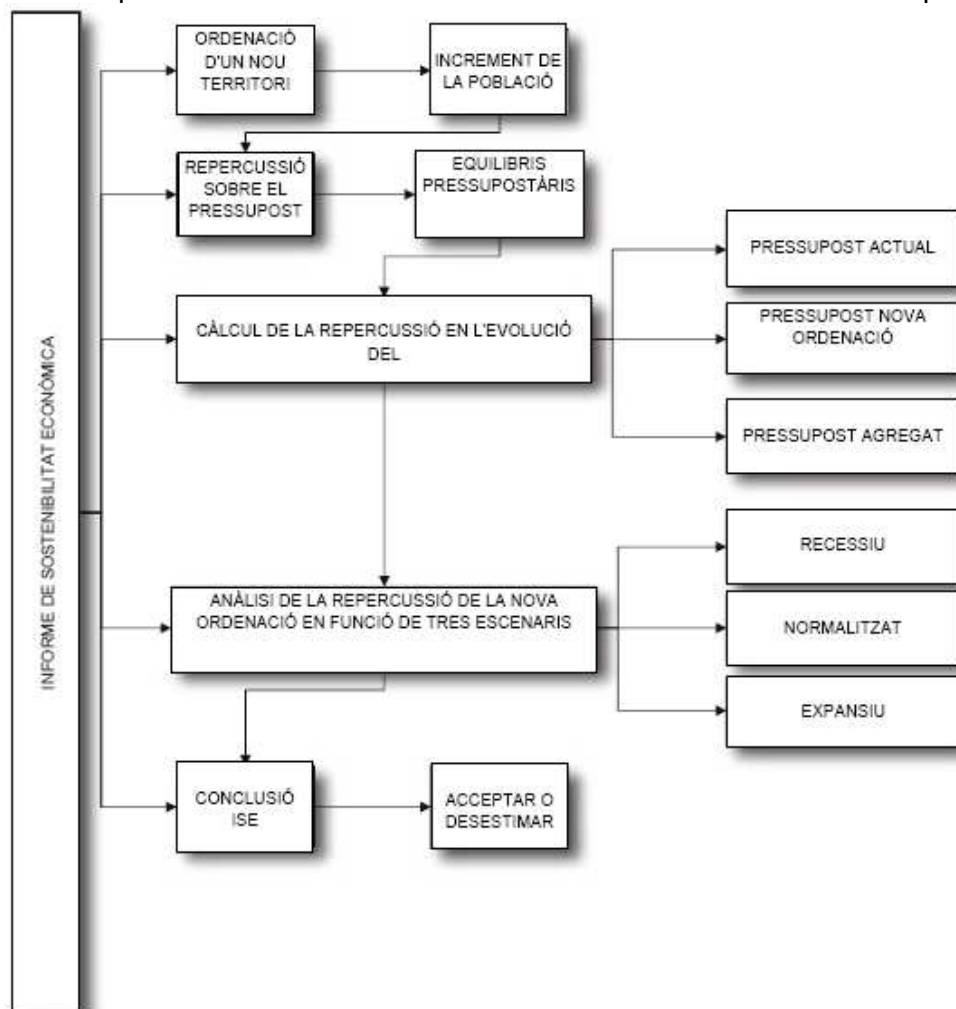 INFORME DE SOSTENIBILITAT ECONÒMICA
ORDENACIÓ
D'UN NOU
TERRITORI
INCREMENT DE
LA POBLACIÓ
REPERCUSSIÓ
SOBRE EL
PRESSUPOST
EQUILIBRIS
PRESSUPOSTÀRIS
CÀLCUL DE LA REPERCUSSIÓ EN L'EVOLUCIÓ
DEL
PRESSUPOST ACTUAL
PRESSUPOST NOVA
ORDENACIÓ
PRESSUPOST AGREGAT
ANÀLISI DE LA REPERCUSSIÓ DE LA NOVA
ORDENACIÓ EN FUNCIÓ DE TRES ESCENARIS
RECESSIU
NORMALITZAT
EXPANSIU
CONCLUSIÓ
ISE
ACCEPTAR O
DESESTIMAR